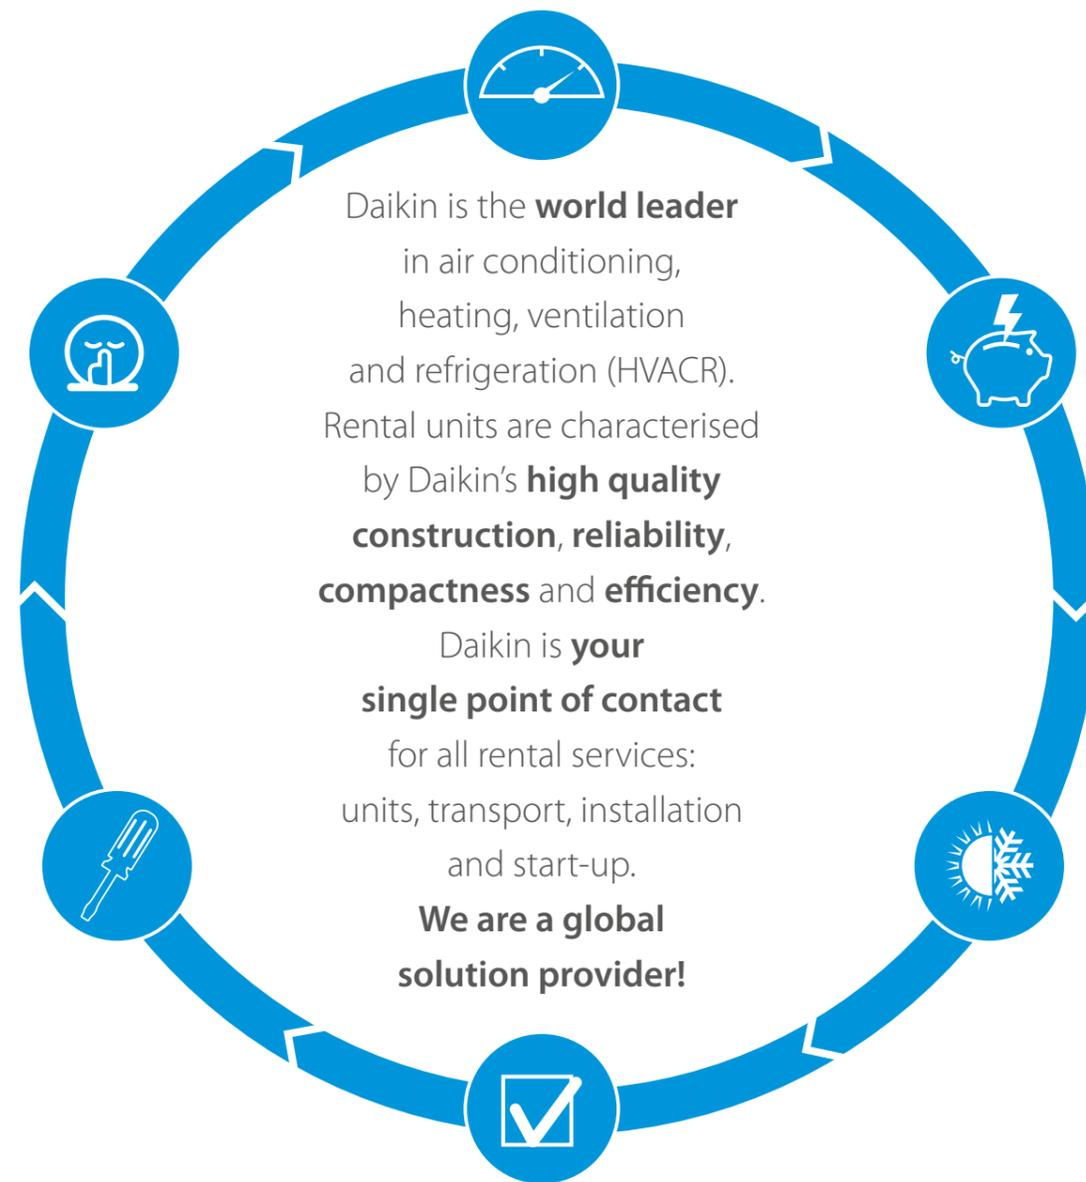 Daikin is the world leader
in air conditioning,
heating, ventilation
and refrigeration (HVACR).
Rental units are characterised
by Daikin’s high quality
construction, reliability,
compactness and efficiency.
Daikin is your
single point of contact
for all rental services:
units, transport, installation
and start-up.
We are a global
solution provider!